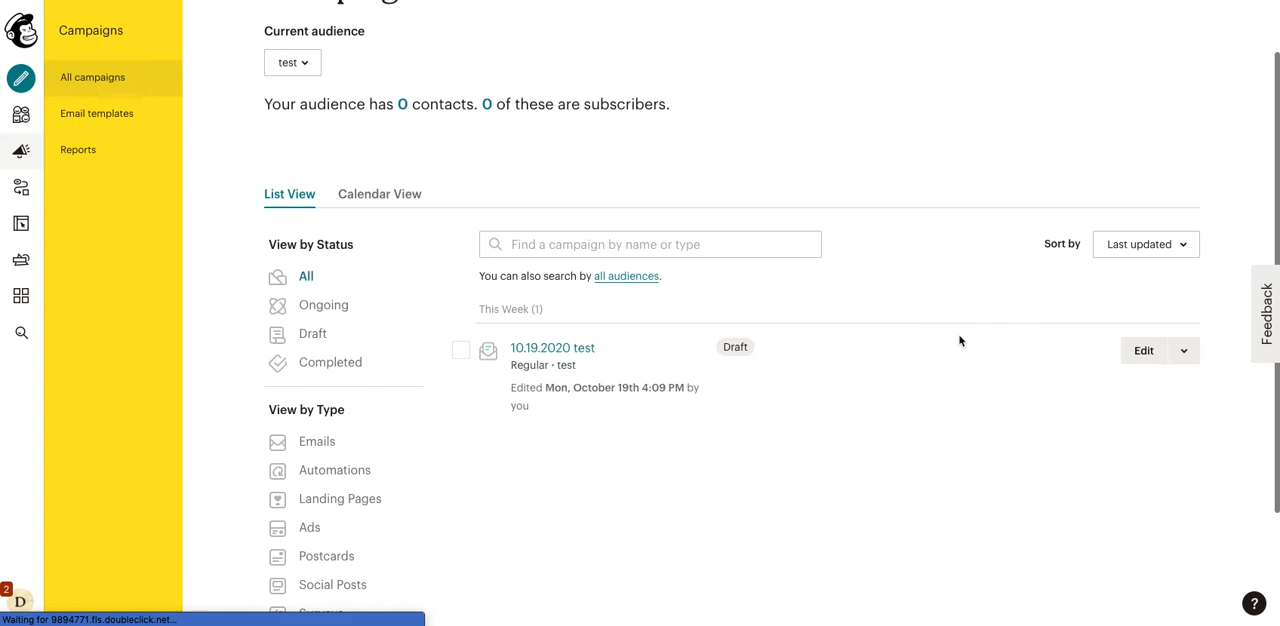 Campaigns
All campaigns
Email templates
Reports
2
D
Current audience
test
Your audience has 0 contacts. 0 of these are subscribers.
List View Calendar View
View by Status
All
Ongoing
Draft
Completed
View by Type
Emails
Automations
Landing Pages
Ads
Postcards
Social Posts
Find a campaign by name or type
Sort by Last updated
You can also search by all audiences.
This Week (1)
10.19.2020 test Draft
Regular · test
Edited Mon, October 19th 4:09 PM by
you
Edit
Feedback
?
Waiting for 9894771.fls.doubleclick.net...